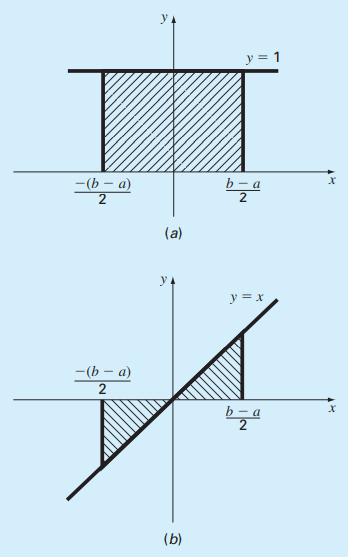 y
y = 1
−(b − a)
2
b − a
2
x
(a)
y
y = x
−(b − a)
2
b − a
2
x
(b)